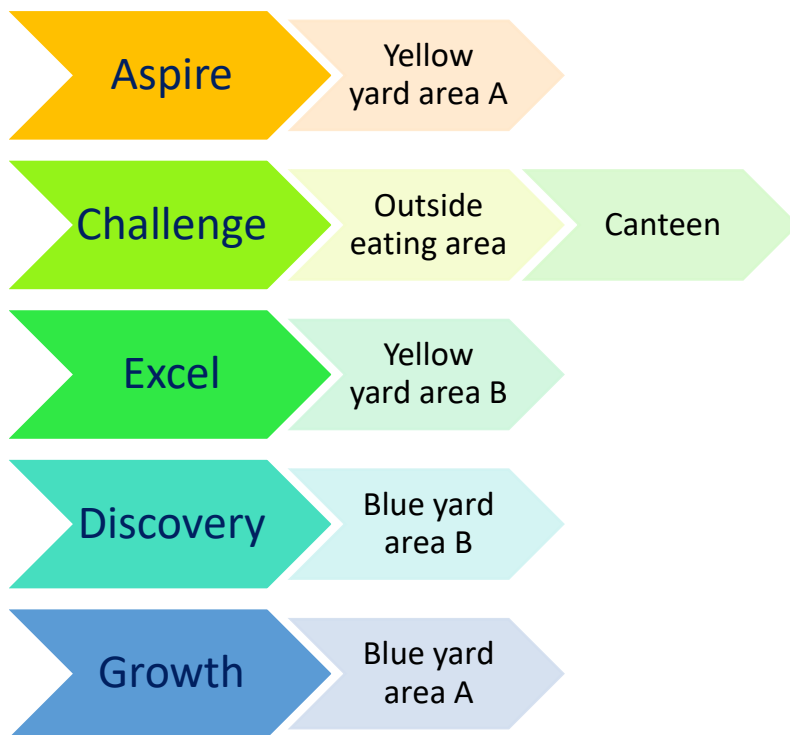 Aspire
Yellow
yard area A
Challenge
Outside
eating area
Canteen
Excel
Yellow
yard area B
Discovery
Blue yard
area B
Growth
Blue yard
area A